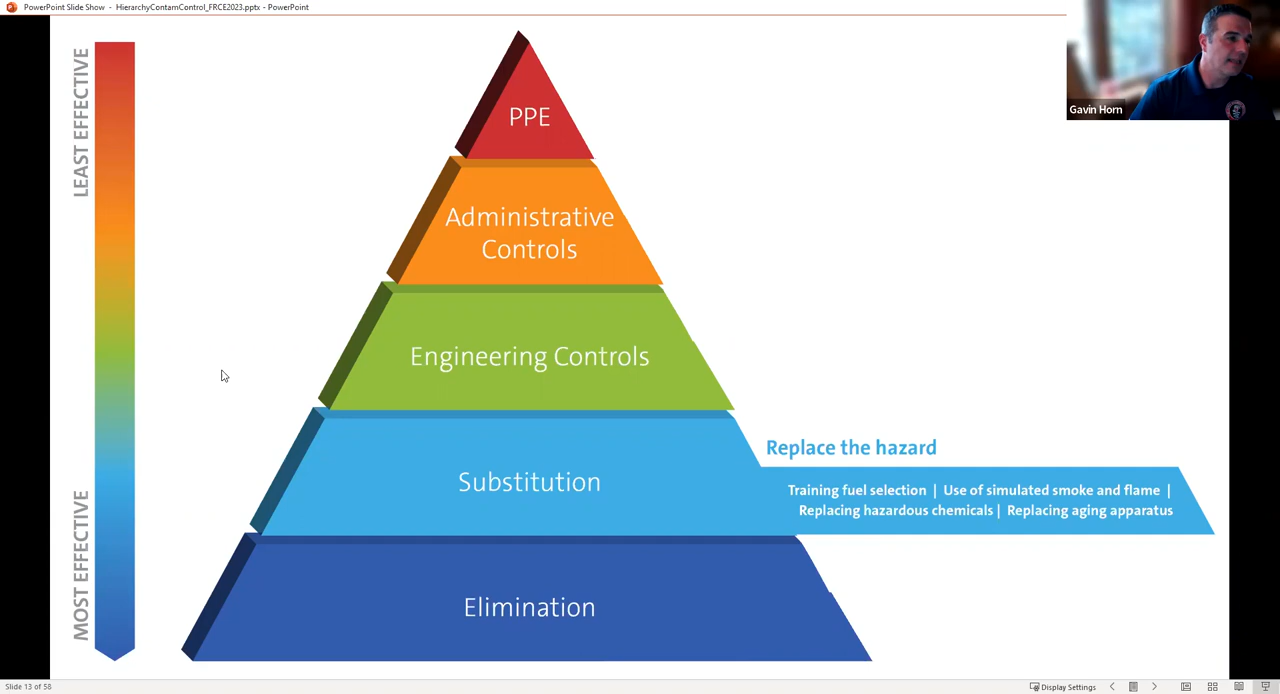 PowerPoint Slide Show - HierarchyContamControl_FRCE2023.pptx - PowerPoint
Gavin Horn
LEAST EFFECTIVE
MOST EFFECTIVE
PPE
Administrative
Controls
Engineering Controls
Substitution
Replace the hazard
Training fuel selection | Use of simulated smoke and flame |
Replacing hazardous chemicals | Replacing aging apparatus
Elimination
Slide 13 of 58
Display Settings